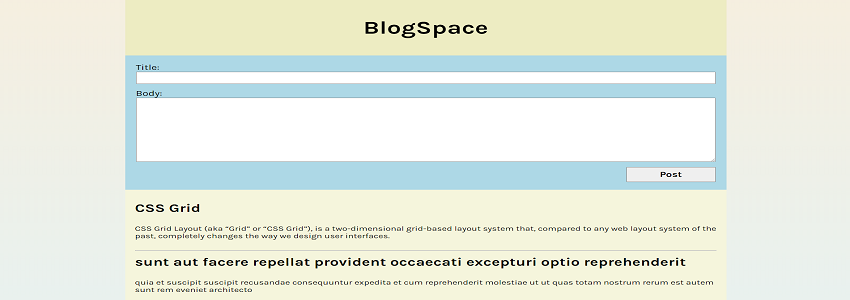 BlogSpace
Title:
Body:
Post
CSS Grid
CSS Grid Layout (aka “Grid” or “CSS Grid”), is a two-dimensional grid-based layout system that, compared to any web layout system of the
past, completely changes the way we design user interfaces.
sunt aut facere repellat provident occaecati excepturi optio reprehenderit
quia et suscipit suscipit recusandae consequuntur expedita et cum reprehenderit molestiae ut ut quas totam nostrum rerum est autem
sunt rem eveniet architecto